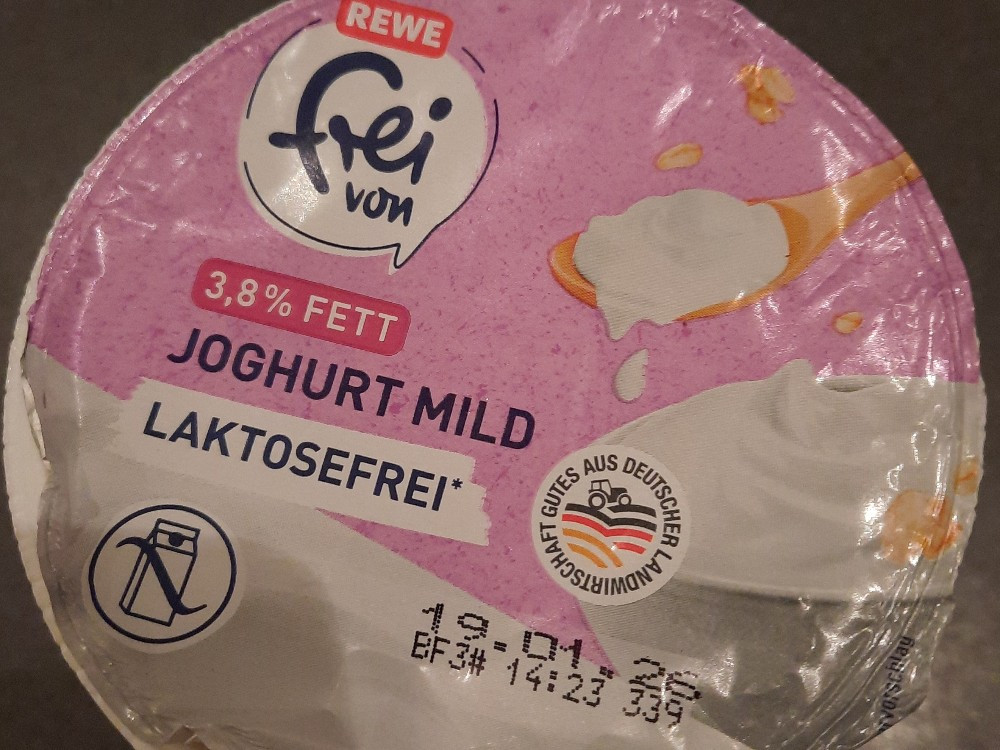 REWE
frei
von
3,8% FETT
JOGHURT MILD
LAKTOSEFREI*
GUTES AUS DEUTSCHER LANDWIRTSCHAFT
19.01.26
BF3# 14:23 339
rvorschlag